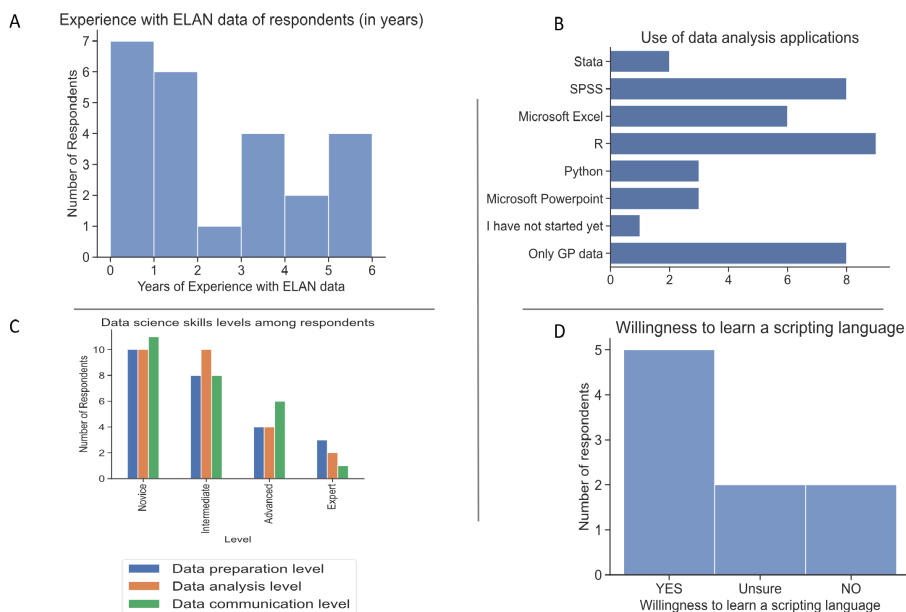 A
Experience with ELAN data of respondents (in years)
Number of Respondents
7
6
5
4
3
2
1
0
0 1 2 3 4 5 6
Years of Experience with ELAN data
B
Use of data analysis applications
Stata
SPSS
Microsoft Excel
R
Python
Microsoft Powerpoint
I have not started yet
Only GP data
0 2 4 6 8
C
Data science skills levels among respondents
Number of Respondents
10
8
6
4
2
0
Novice
Intermediate
Advanced
Expert
Level
Data preparation level
Data analysis level
Data communication level
D
Willingness to learn a scripting language
Number of respondents
5
4
3
2
1
0
YES Unsure NO
Willingness to learn a scripting language